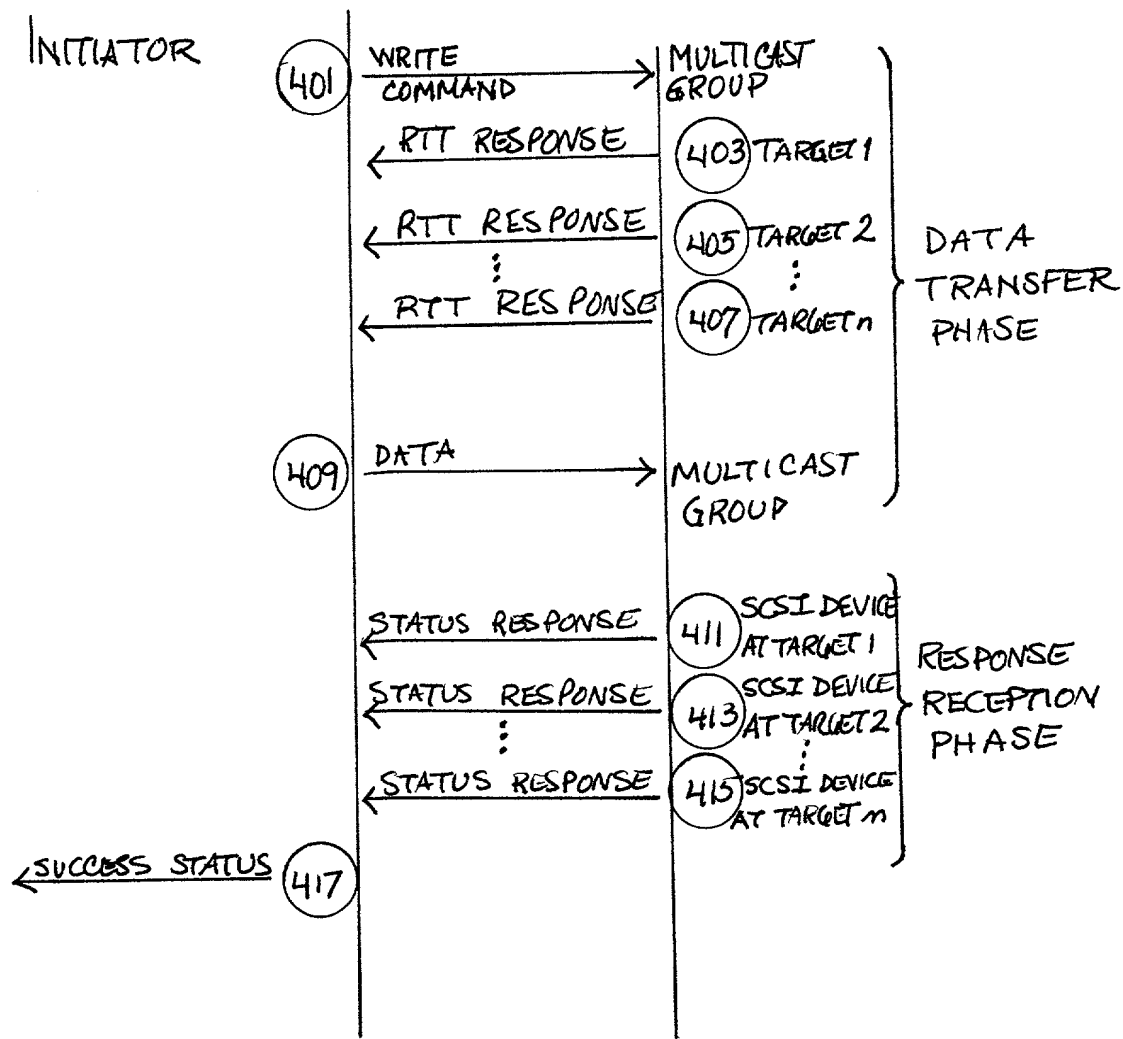 INITIATOR
401
WRITE
COMMAND
MULTICAST
GROUP
RTT RESPONSE
403 TARGET 1
RTT RESPONSE
405 TARGET 2
RTT RESPONSE
407 TARGET n
DATA
TRANSFER
PHASE
409
DATA
MULTICAST
GROUP
STATUS RESPONSE
411
SCSI DEVICE
AT TARGET 1
STATUS RESPONSE
413
SCSI DEVICE
AT TARGET 2
STATUS RESPONSE
415
SCSI DEVICE
AT TARGET n
RESPONSE
RECEPTION
PHASE
SUCCESS STATUS
417